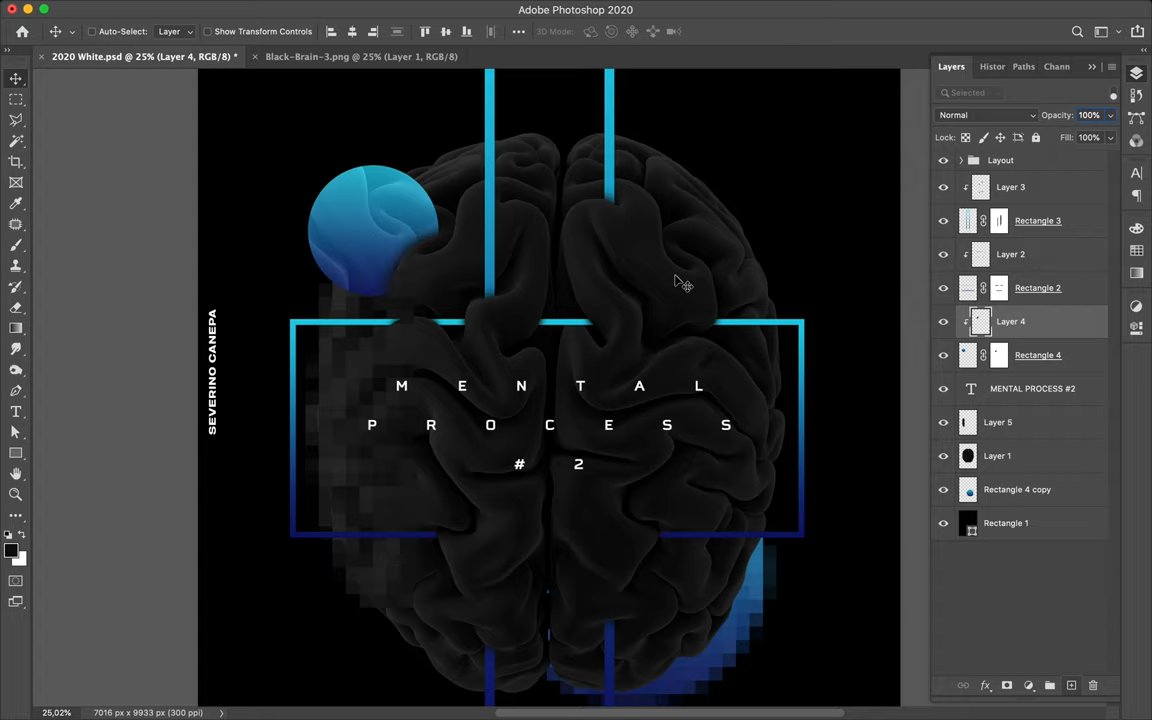 Adobe Photoshop 2020
Auto-Select: Layer Show Transform Controls 3D Mode:
2020 White.psd @ 25% (Layer 4, RGB/8) *
Black-Brain-3.png @ 25% (Layer 1, RGB/8)
Layers Histor Paths Chann
Selected
Normal Opacity: 100%
Lock: Fill: 100%
Layout
Layer 3
Rectangle 3
Layer 2
Rectangle 2
Layer 4
Rectangle 4
MENTAL PROCESS #2
Layer 5
Layer 1
Rectangle 4 copy
Rectangle 1
SEVERINO CANEPA
M E N T A L
P R O C E S S
# 2
25,02% 7016 px x 9933 px (300 ppi)